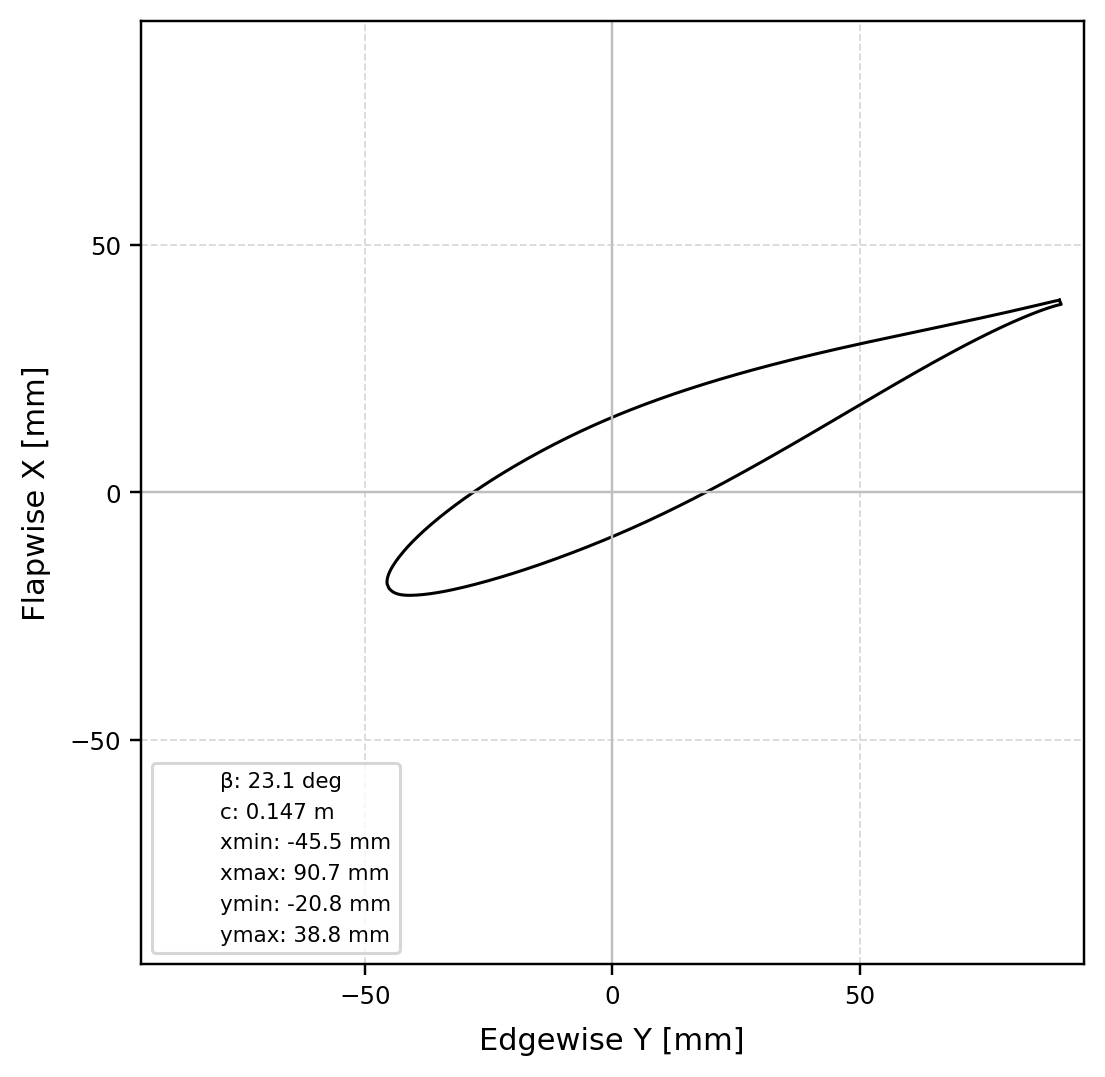 50
0
−50
Flapwise X [mm]
β: 23.1 deg
c: 0.147 m
xmin: -45.5 mm
xmax: 90.7 mm
ymin: -20.8 mm
ymax: 38.8 mm
−50 0 50
Edgewise Y [mm]